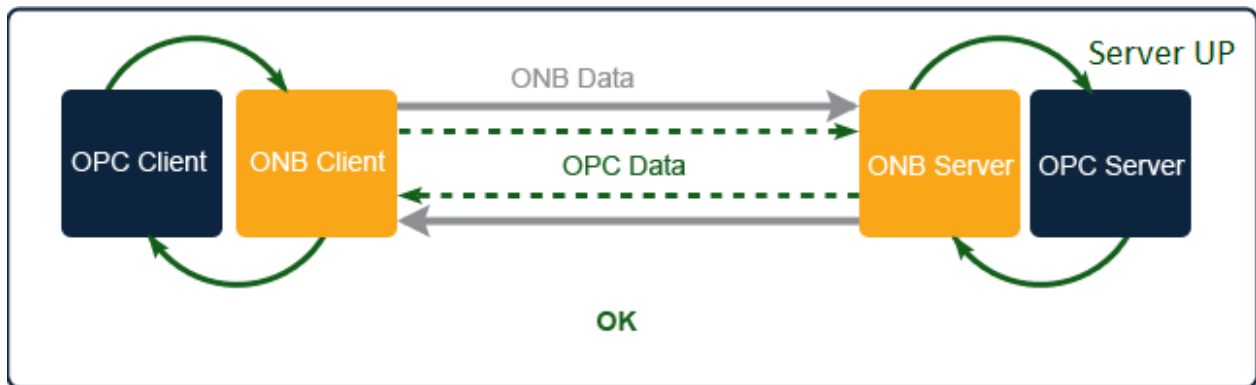 Server UP
ONB Data
OPC Client
ONB Client
OPC Data
ONB Server
OPC Server
OK